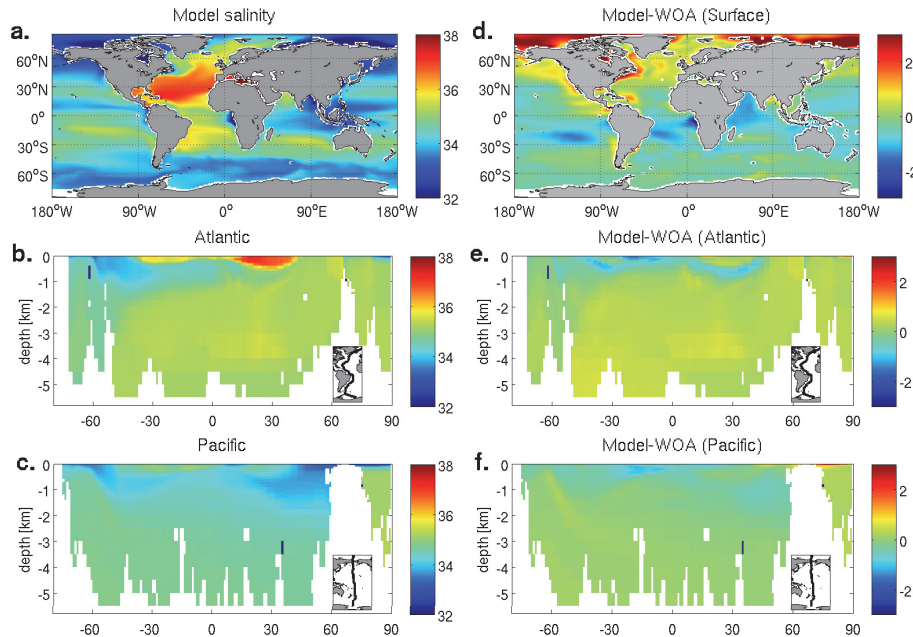 a.
Model salinity
60°N
30°N
0°
30°S
60°S
180°W
90°W
0°
90°E
180°W
38
36
34
32
d.
Model-WOA (Surface)
60°N
30°N
0°
30°S
60°S
180°W
90°W
0°
90°E
180°W
2
0
-2
b.
Atlantic
depth [km]
0
-1
-2
-3
-4
-5
-60
-30
0
30
60
90
38
36
34
32
e.
Model-WOA (Atlantic)
depth [km]
0
-1
-2
-3
-4
-5
-60
-30
0
30
60
90
2
0
-2
c.
Pacific
depth [km]
0
-1
-2
-3
-4
-5
-60
-30
0
30
60
90
38
36
34
32
f.
Model-WOA (Pacific)
depth [km]
0
-1
-2
-3
-4
-5
-60
-30
0
30
60
90
2
0
-2